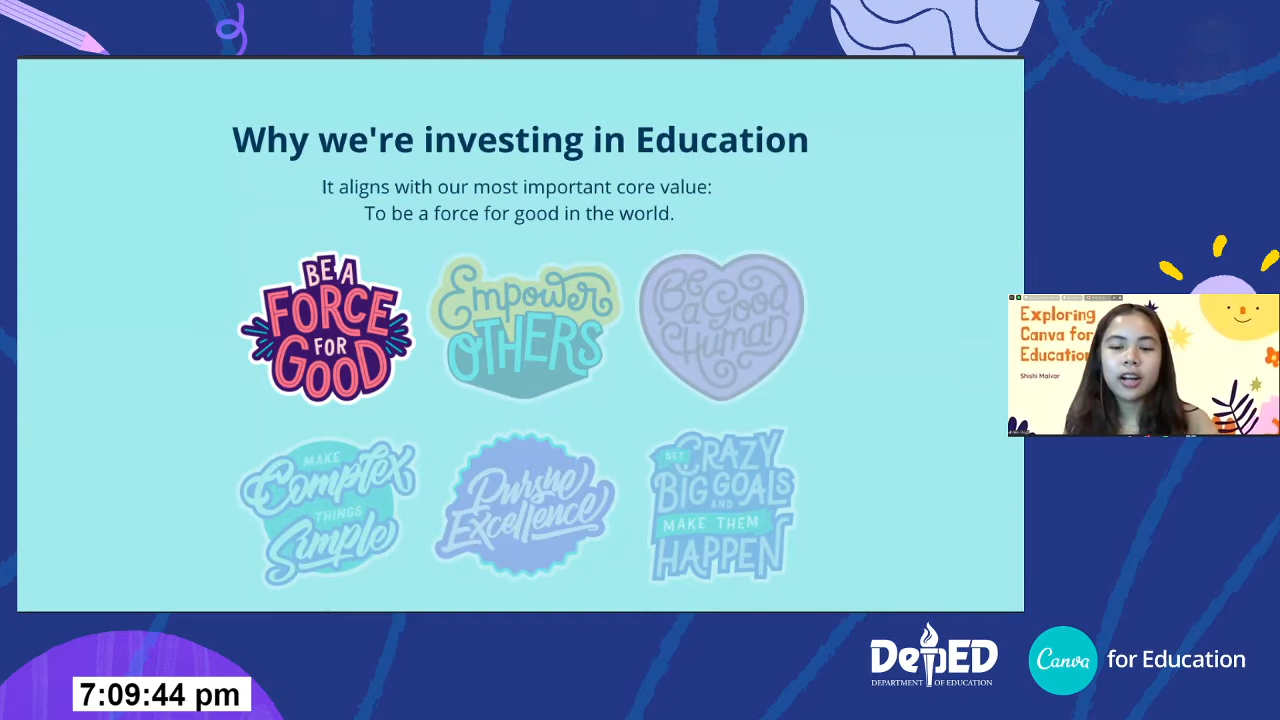 Why we're investing in Education
It aligns with our most important core value:
To be a force for good in the world.
BE A
FORCE
FOR
GOOD
Empower
OTHERS
Be
a Good
Human
MAKE
Complex
THINGS
Simple
Pursue
Excellence
SET
CRAZY
BIG GOALS
AND
MAKE THEM
HAPPEN
Exploring
Canva for
Education
Shishi Malvar
DepED
DEPARTMENT OF EDUCATION
Canva for Education
7:09:44 pm